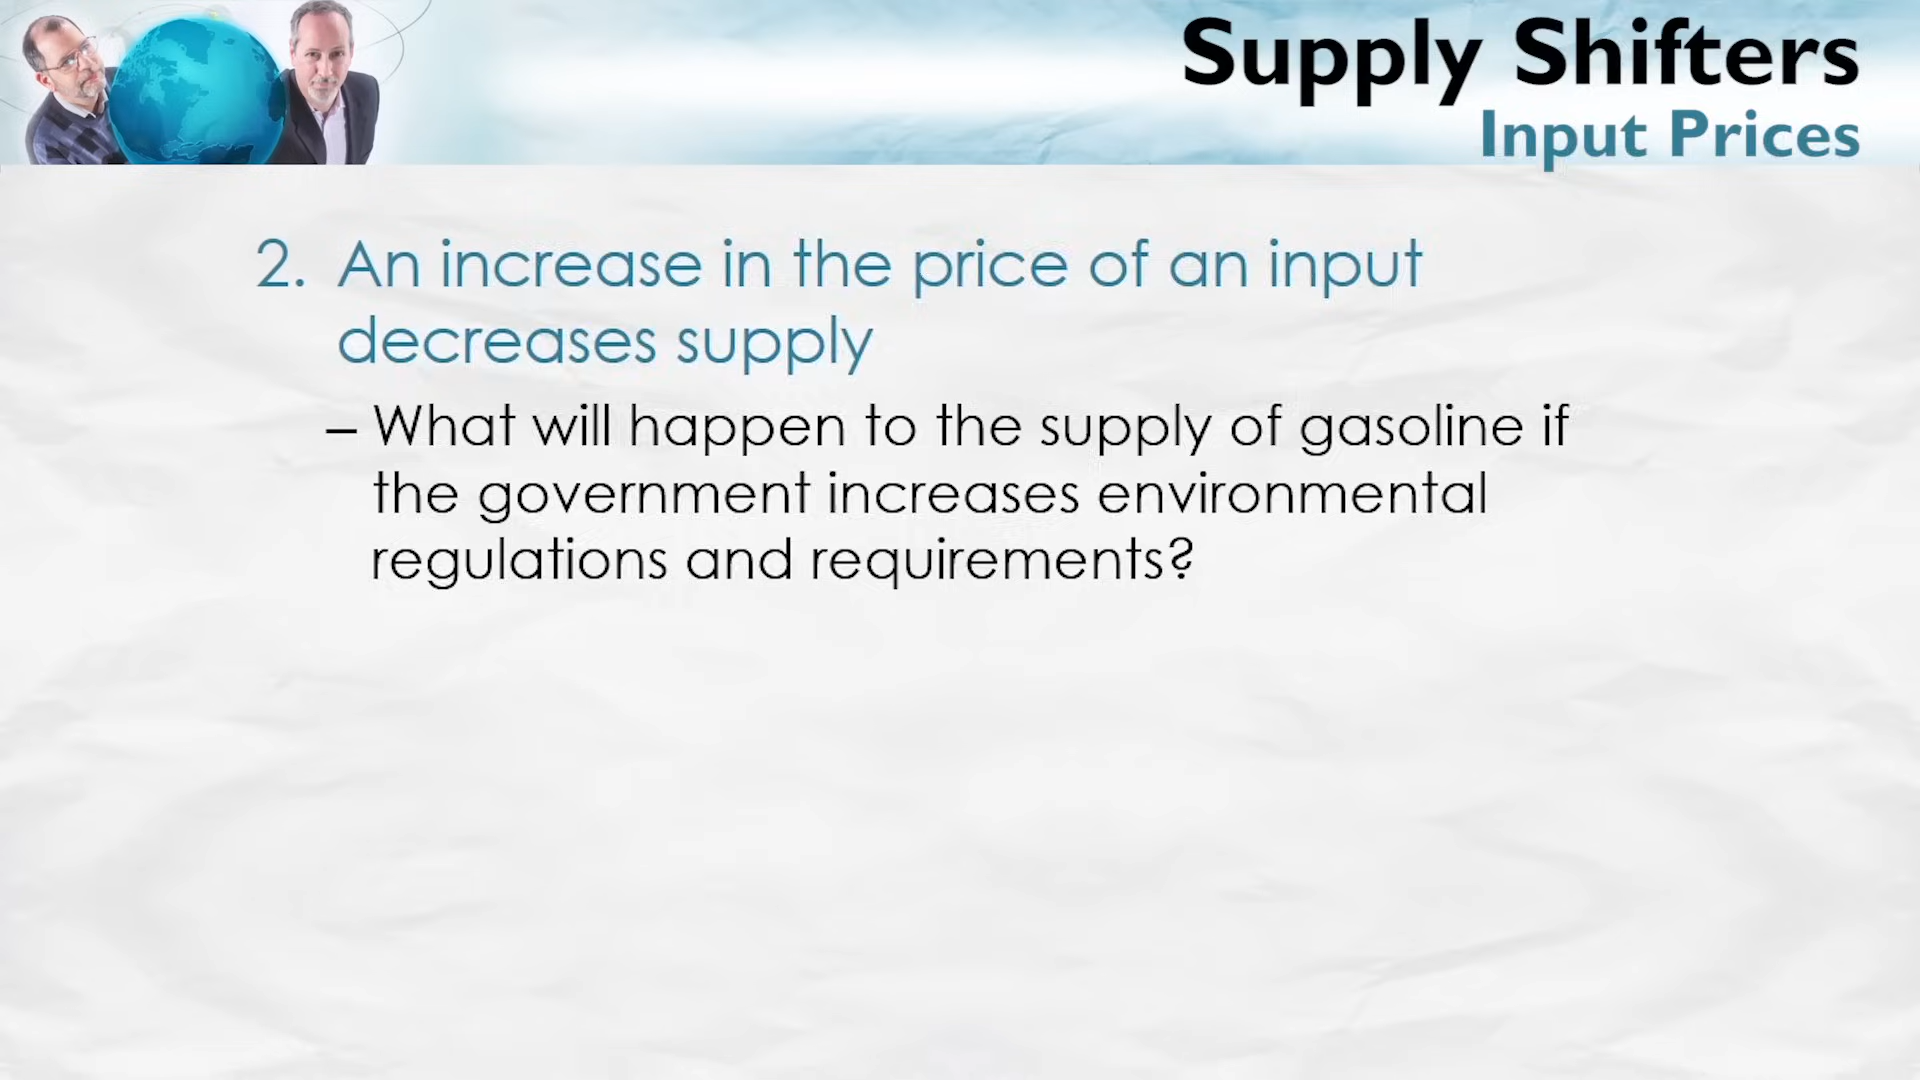 Supply Shifters
Input Prices
2. An increase in the price of an input
decreases supply
– What will happen to the supply of gasoline if
the government increases environmental
regulations and requirements?